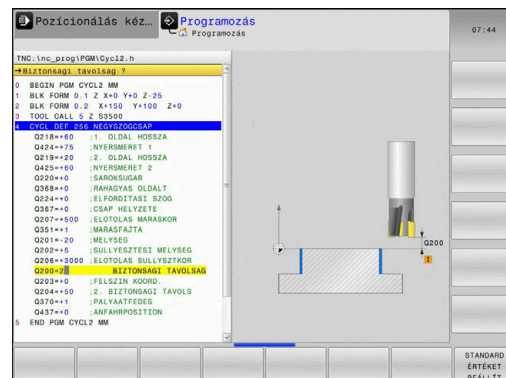 Pozícionálás kéz... Programozás
Programozás
07:44
TNC:\nc_prog\PGM\Cycl2.h
→Biztonsagi tavolsag ?
0 BEGIN PGM CYCL2 MM
1 BLK FORM 0.1 Z X+0 Y+0 Z-25
2 BLK FORM 0.2 X+150 Y+100 Z+0
3 TOOL CALL 5 Z S3500
4 CYCL DEF 256 NEGYSZOGCSAP
Q218=+60 ;1. OLDAL HOSSZA
Q424=+75 ;NYERSMERET 1
Q219=+20 ;2. OLDAL HOSSZA
Q425=+60 ;NYERSMERET 2
Q220=+0 ;SAROKSUGAR
Q368=+0 ;RAHAGYAS OLDALT
Q224=+0 ;ELFORDITASI SZOG
Q367=+0 ;CSAP HELYZETE
Q207=+500 ;ELOTOLAS MARASKOR
Q351=+1 ;MARASFAJTA
Q201=-20 ;MELYSEG
Q202=+5 ;SULLYESZTESI MELYSEG
Q206=+3000 ;ELOTOLAS SULLYSZTKOR
Q200=2 BIZTONSAGI TAVOLSAG
Q203=+0 ;FELSZIN KOORD.
Q204=+50 ;2. BIZTONSAGI TAVOLS
Q370=+1 ;PALYAATFEDES
Q437=+0 ;ANFAHRPOSITION
5 END PGM CYCL2 MM
Q200
I
STANDARD
ÉRTÉKET
BEÁLLÍT